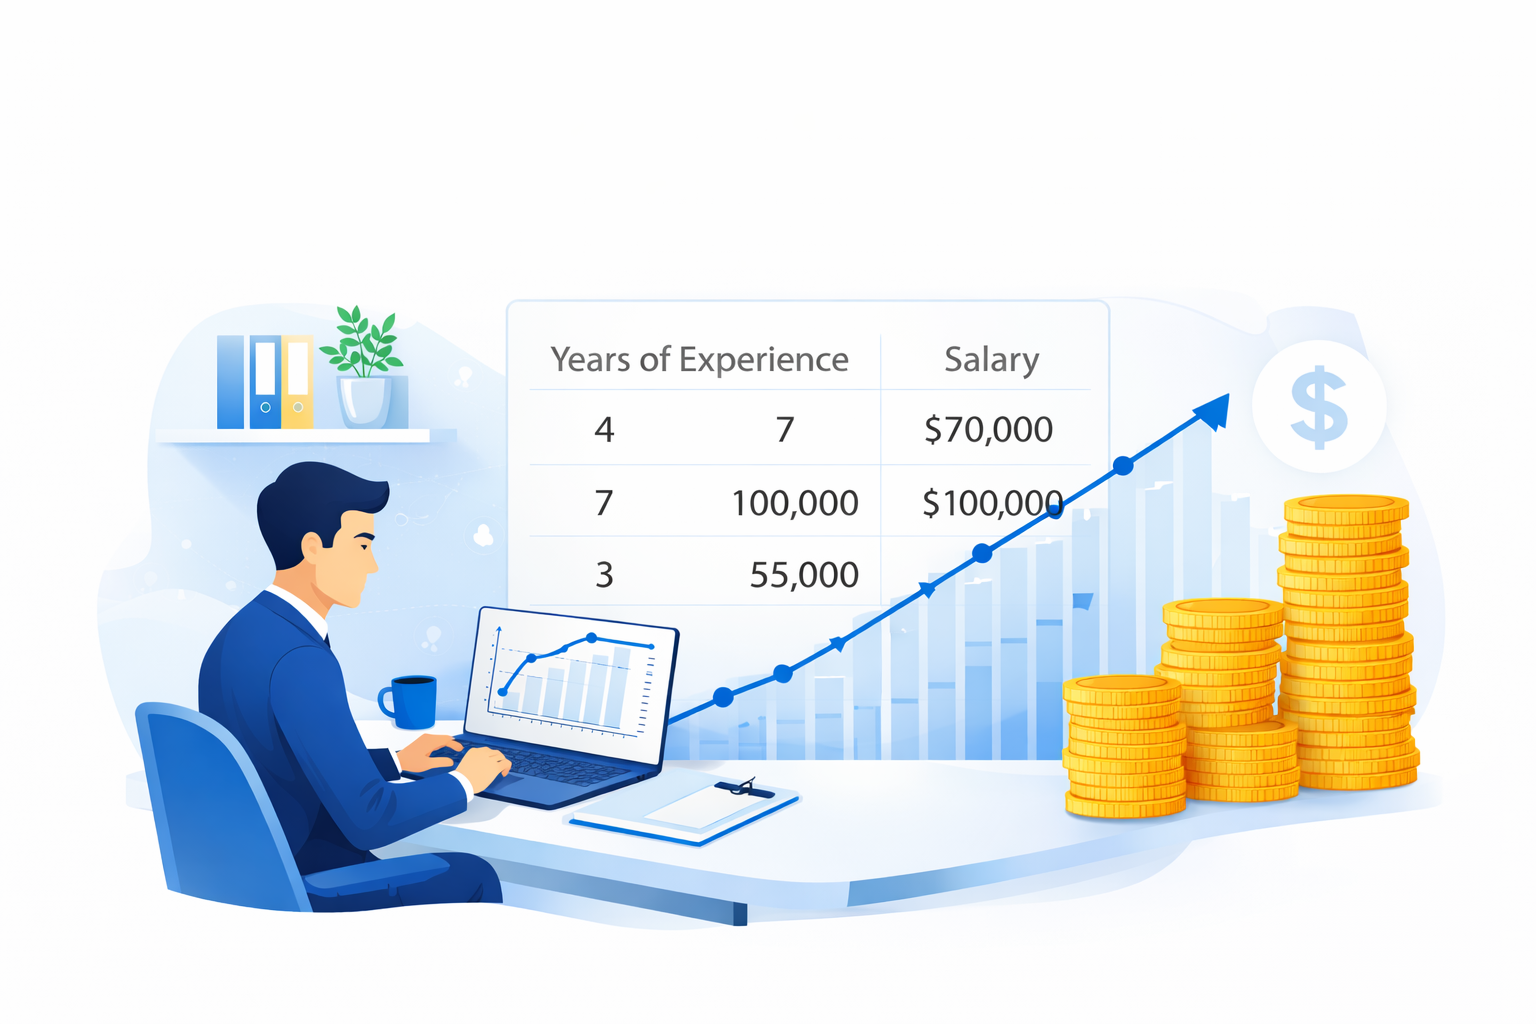 Years of Experience Salary
4 7 $70,000
7 100,000 $100,000
3 55,000
$